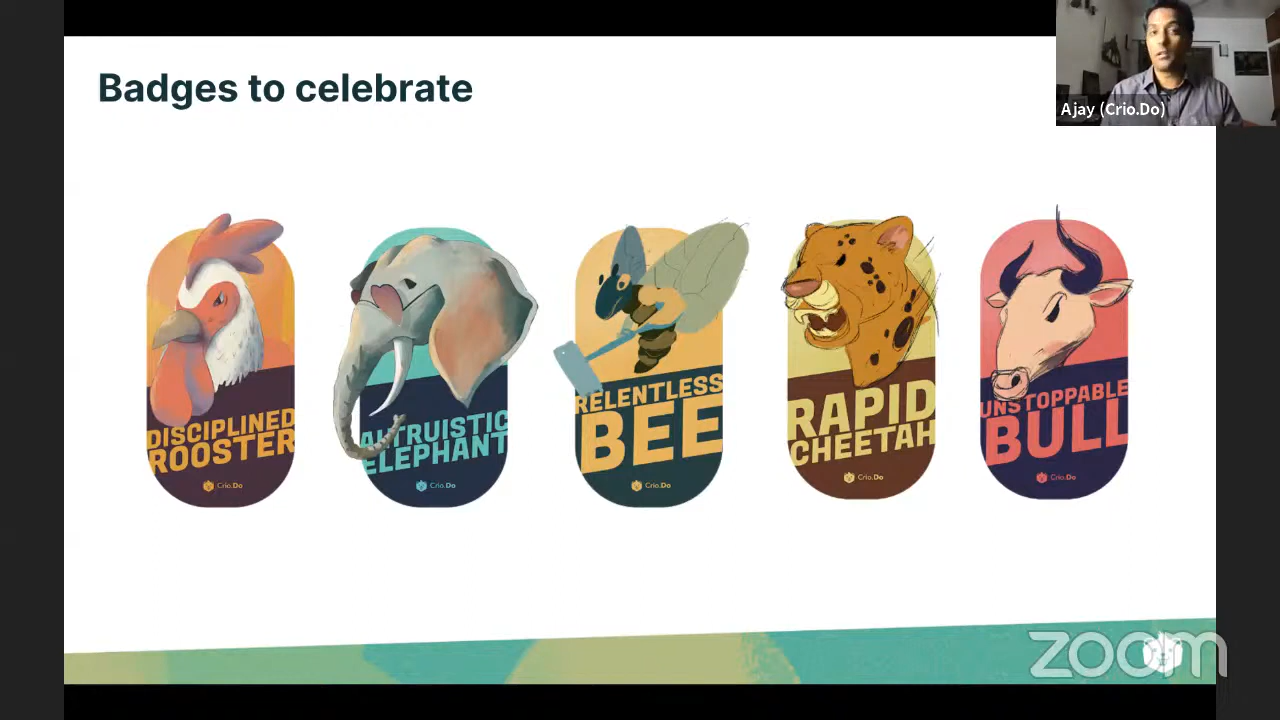 Badges to celebrate
Ajay (Crio.Do)
DISCIPLINED
ROOSTER
Crio.Do
ALTRUISTIC
ELEPHANT
Crio.Do
RELENTLESS
BEE
Crio.Do
RAPID
CHEETAH
Crio.Do
UNSTOPPABLE
BULL
Crio.Do
zoom